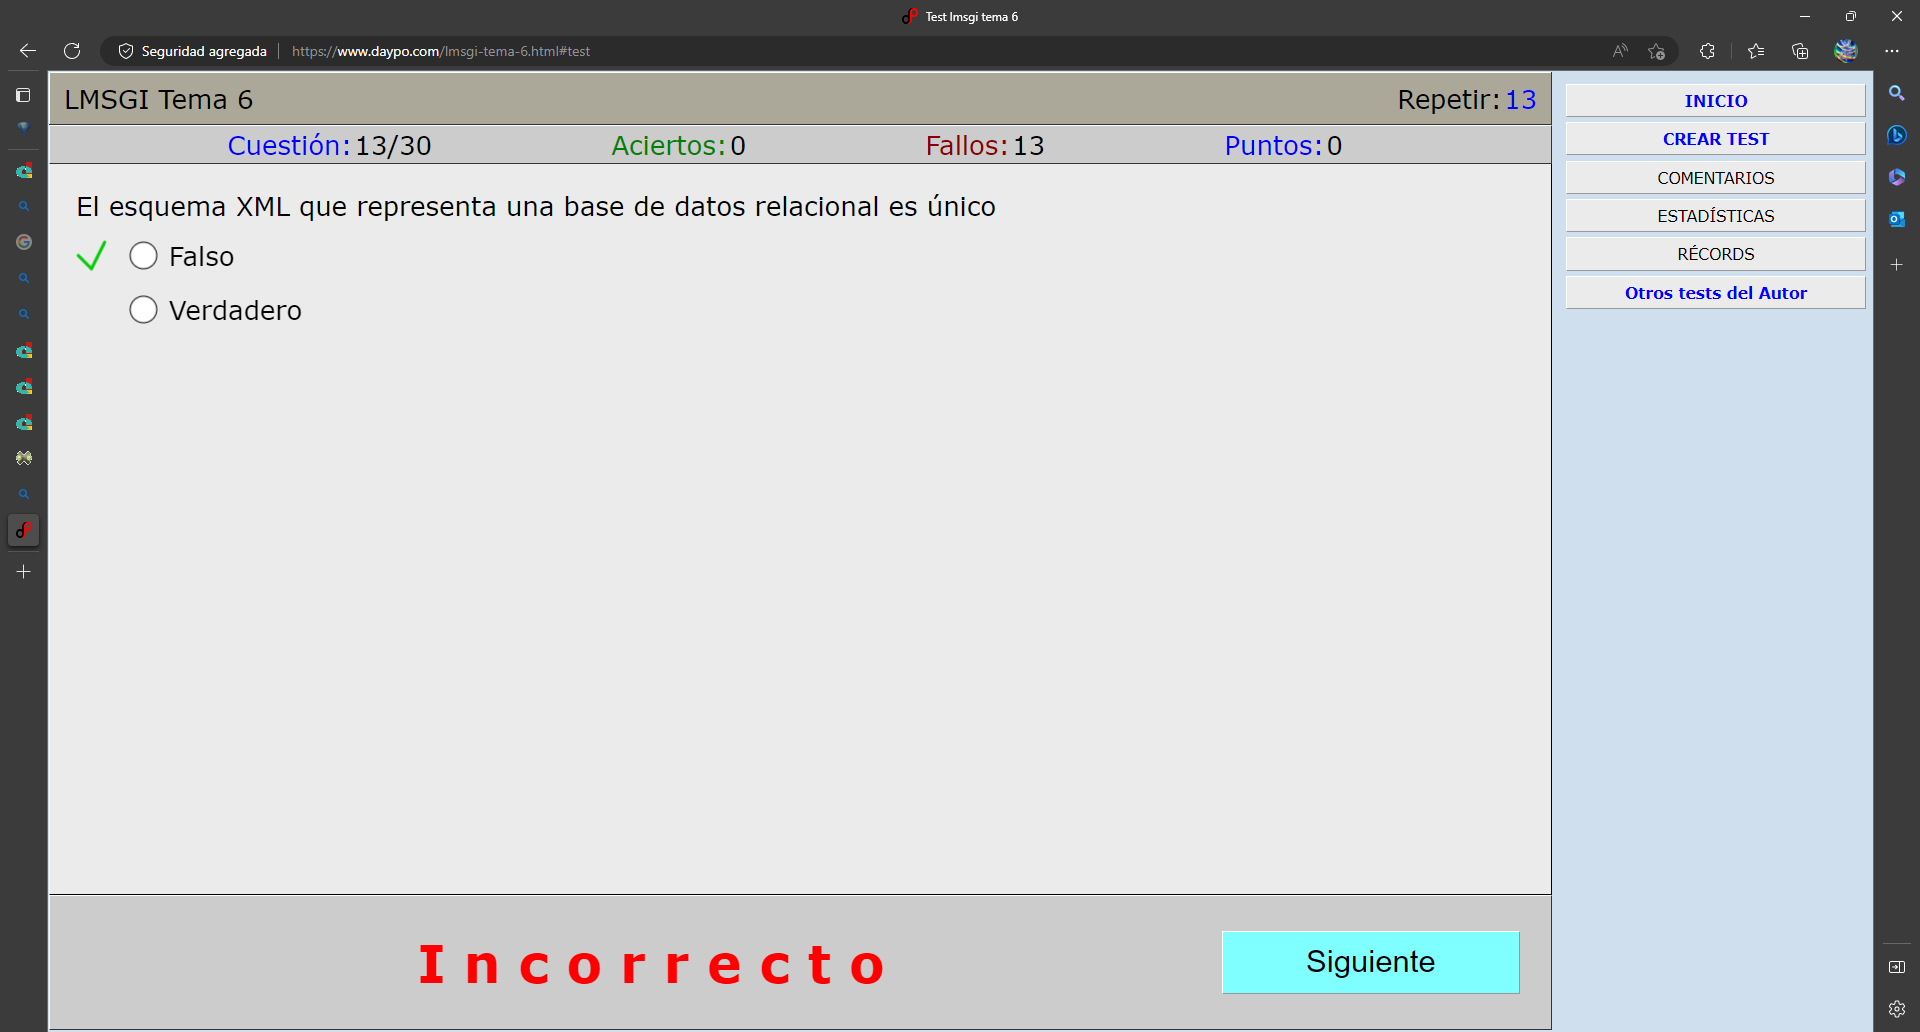 Test lmsgi tema 6
Seguridad agregada
https://www.daypo.com/lmsgi-tema-6.html#test
LMSGI Tema 6
Repetir: 13
Cuestión: 13/30
Aciertos: 0
Fallos: 13
Puntos: 0
El esquema XML que representa una base de datos relacional es único
Falso
Verdadero
Incorrecto
Siguiente
INICIO
CREAR TEST
COMENTARIOS
ESTADÍSTICAS
RÉCORDS
Otros tests del Autor